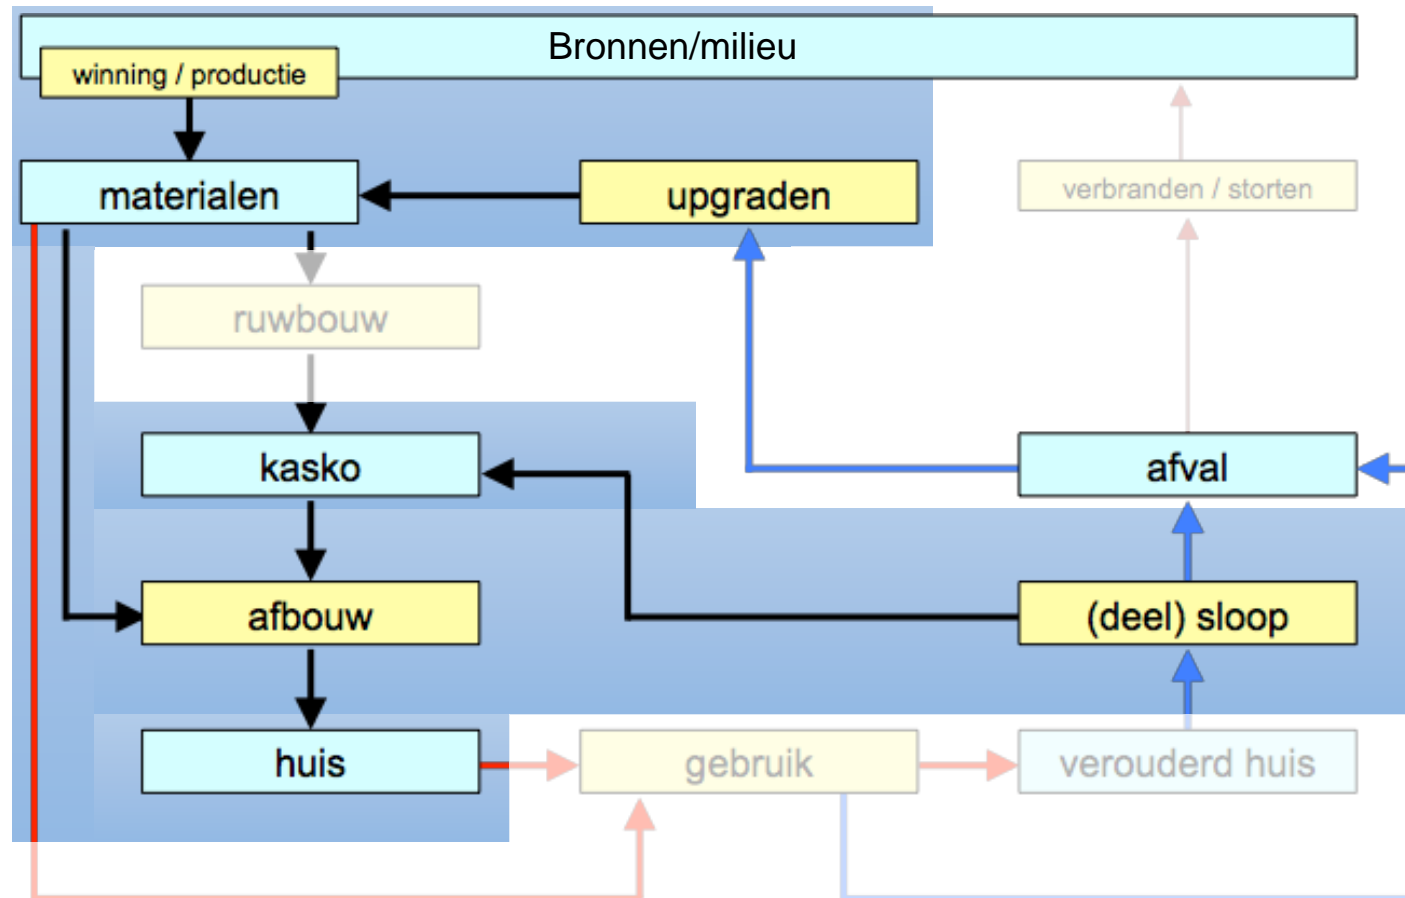 Bronnen/milieu
winning / productie
materialen
upgraden
verbranden / storten
ruwbouw
kasko
afval
afbouw
(deel) sloop
huis
gebruik
verouderd huis